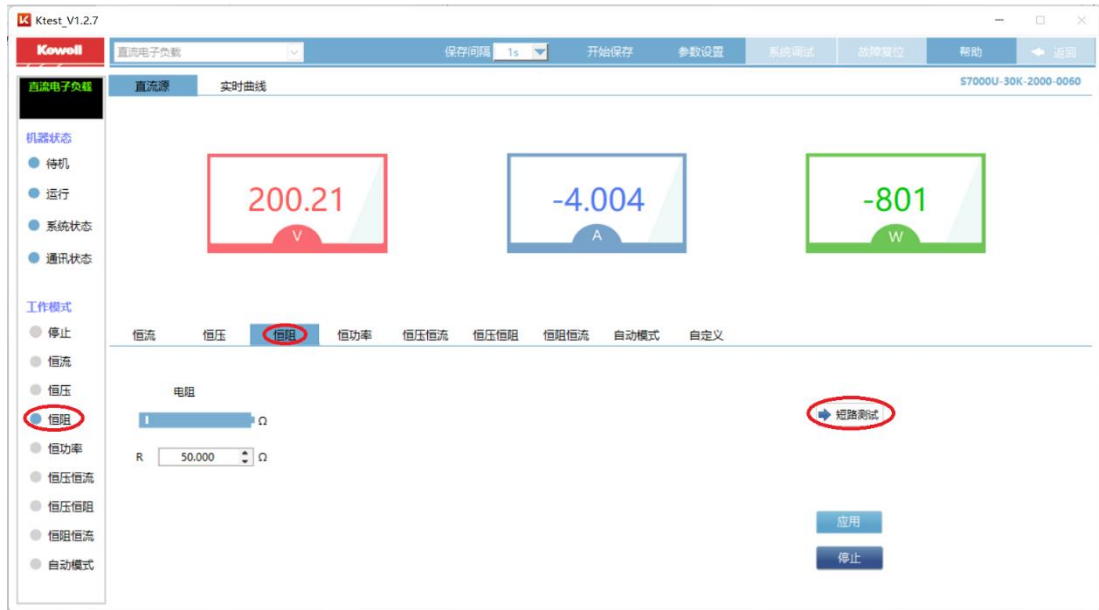 Ktest_V1.2.7
Kewell 直流电子负载 保存间隔 1s 开始保存 参数设置 系统调试 故障复位 帮助 返回
直流电子负载 直流源 实时曲线 S7000U-30K-2000-0060
机器状态
待机
运行
系统状态
通讯状态
200.21
V
-4.004
A
-801
W
工作模式
停止
恒流
恒压
恒阻
恒功率
恒压恒流
恒压恒阻
恒阻恒流
自动模式
恒流 恒压 恒阻 恒功率 恒压恒流 恒压恒阻 恒阻恒流 自动模式 自定义
电阻
Ω
R 50.000 Ω
短路测试
应用
停止